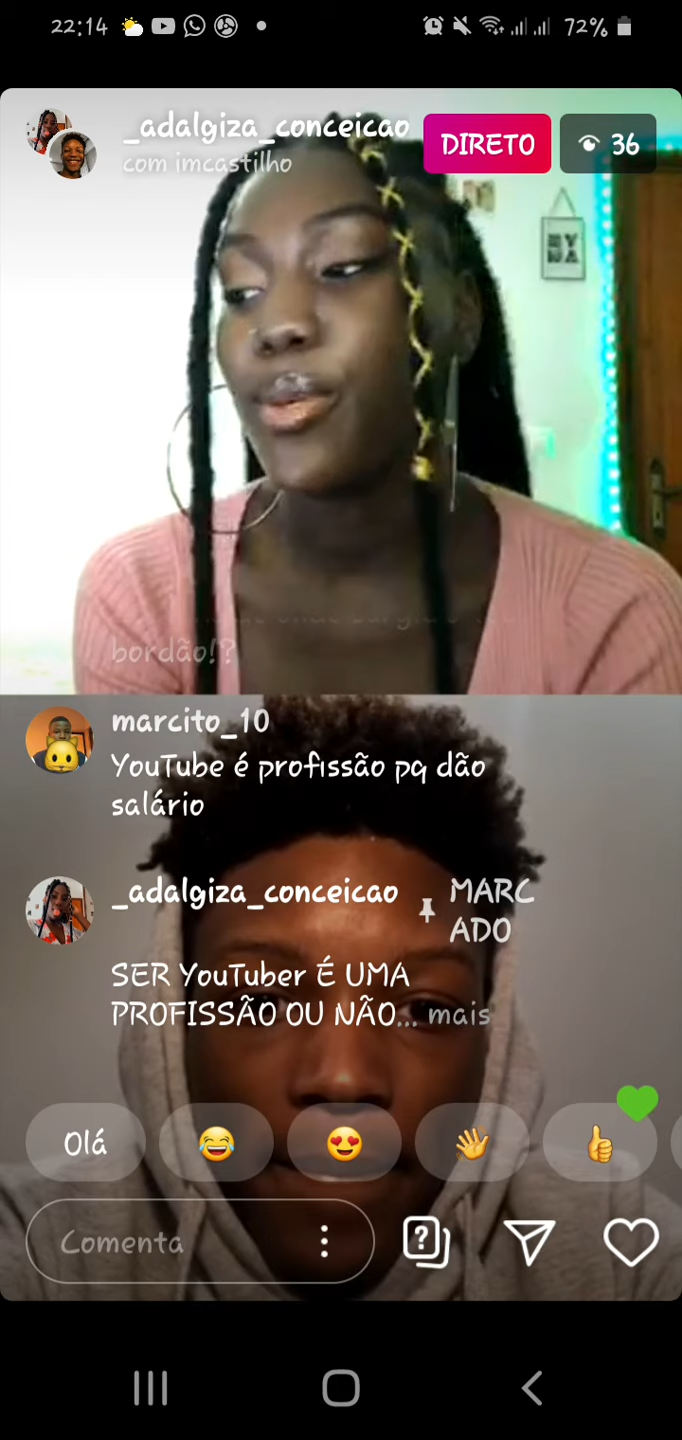 22:14
72%
_adalgiza_conceicao
com imcastilho
DIRETO
36
bordão!?
marcito_10
YouTube é profissão pq dão
salário
_adalgiza_conceicao
MARC
ADO
SER YouTuber É UMA
PROFISSÃO OU NÃO... mais
Olá
Comenta